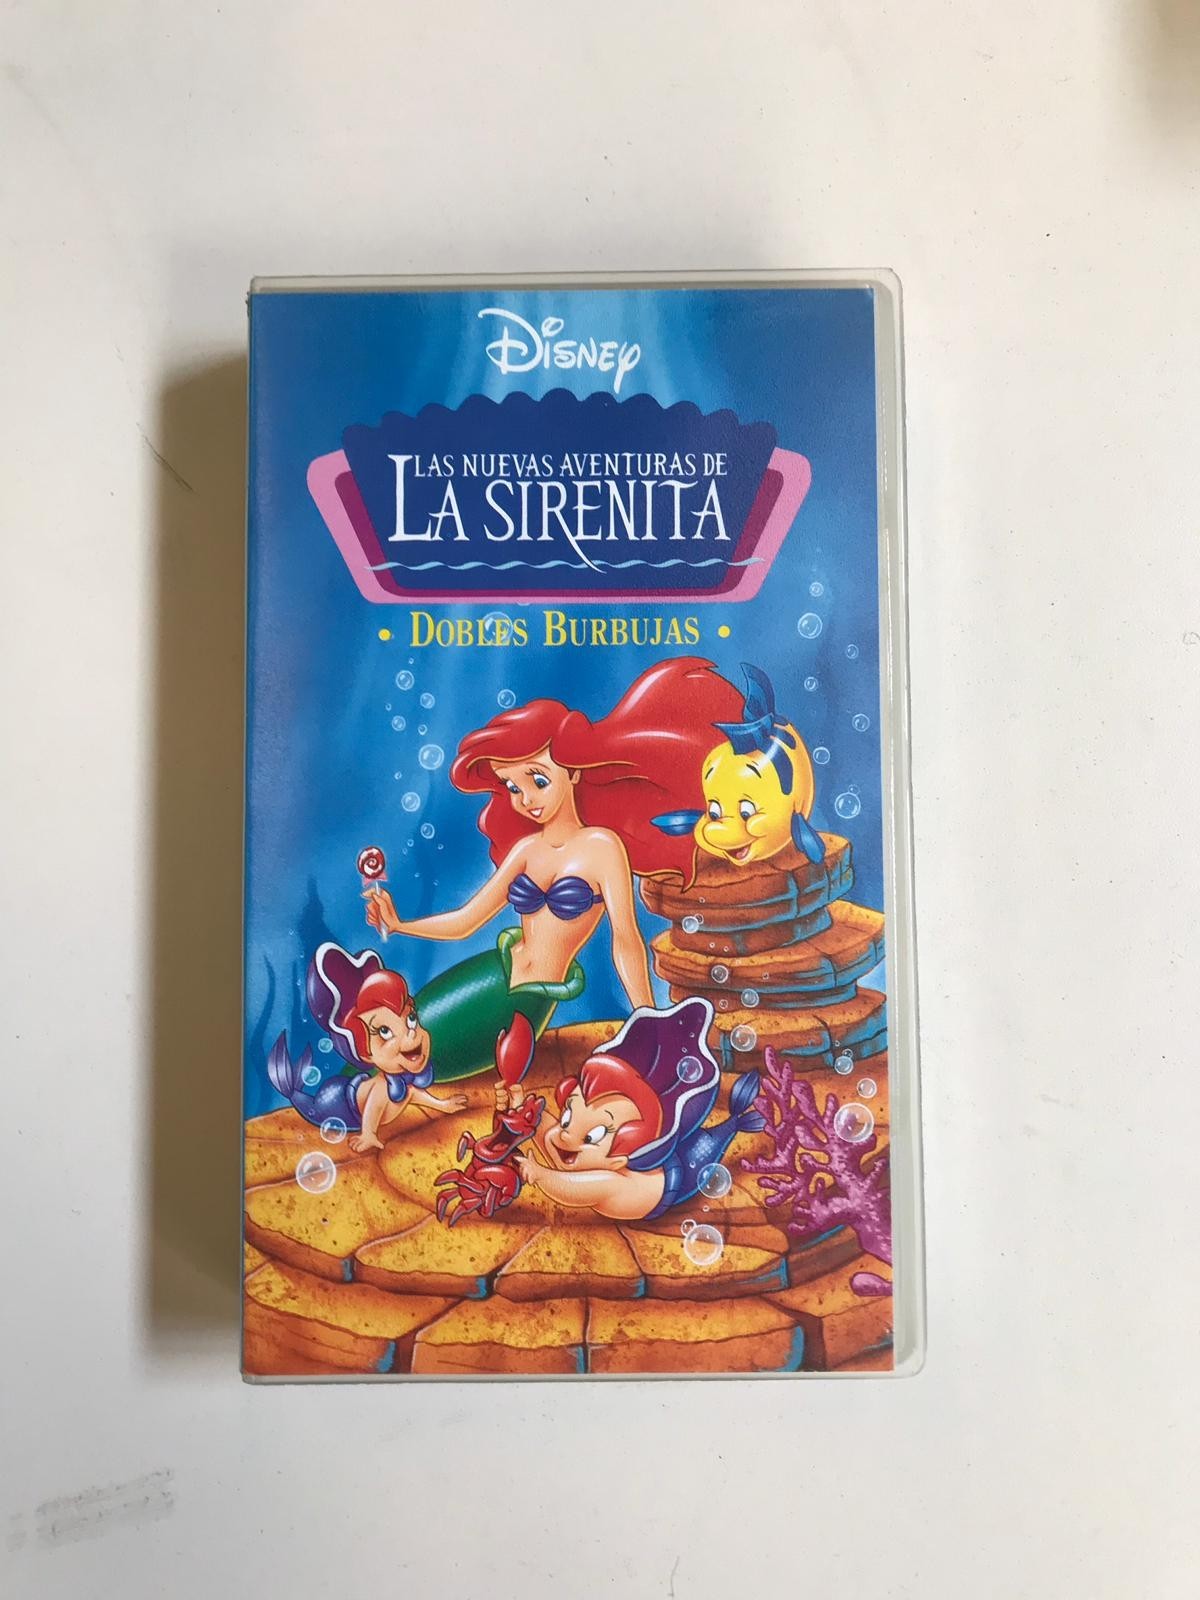 Disney
LAS NUEVAS AVENTURAS DE
LA SIRENITA
• DOBLES BURBUJAS •